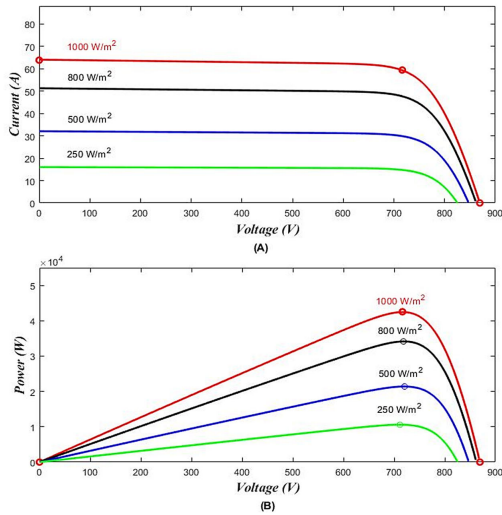 80
70
60
50
40
30
20
10
0
Current (A)
1000 W/m²
800 W/m²
500 W/m²
250 W/m²
0 100 200 300 400 500 600 700 800 900
Voltage (V)
(A)
×10⁴
5
4
3
2
1
0
Power (W)
1000 W/m²
800 W/m²
500 W/m²
250 W/m²
0 100 200 300 400 500 600 700 800 900
Voltage (V)
(B)